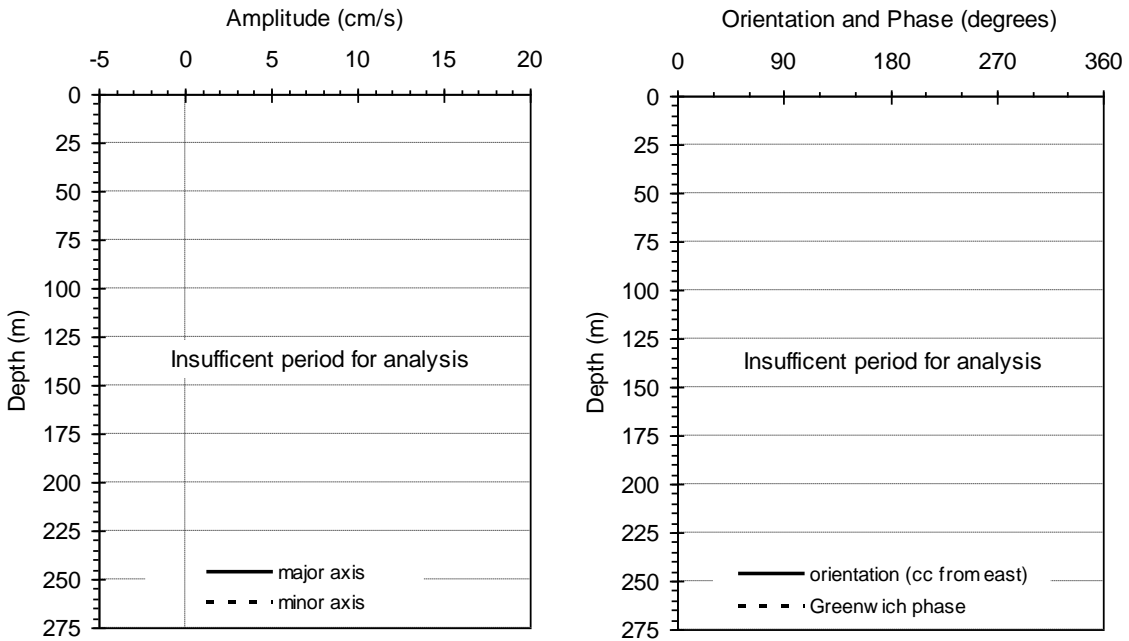 Amplitude (cm/s)
-5 0 5 10 15 20
0
25
50
75
100
125
150
175
200
225
250
275
Depth (m)
Insufficent period for analysis
major axis
minor axis
Orientation and Phase (degrees)
0 90 180 270 360
0
25
50
75
100
125
150
175
200
225
250
275
Depth (m)
Insufficent period for analysis
orientation (cc from east)
Greenwich phase